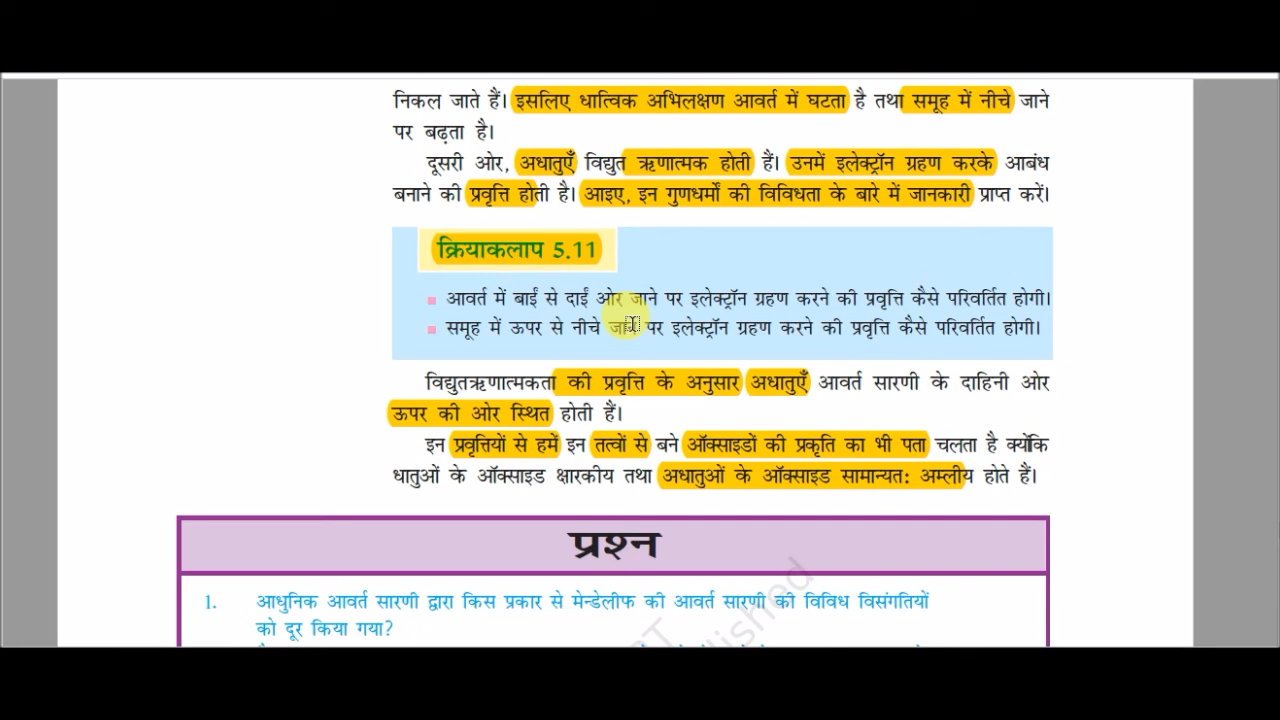 निकल जाते हैं। इसलिए धात्विक अभिलक्षण आवर्त में घटता है तथा समूह में नीचे जाने
पर बढ़ता है।
दूसरी ओर, अधातुएँ विद्युत ऋणात्मक होती हैं। उनमें इलेक्ट्रॉन ग्रहण करके आबंध
बनाने की प्रवृत्ति होती है। आइए, इन गुणधर्मों की विविधता के बारे में जानकारी प्राप्त करें।
क्रियाकलाप 5.11
▪ आवर्त में बाईं से दाईं ओर जाने पर इलेक्ट्रॉन ग्रहण करने की प्रवृत्ति कैसे परिवर्तित होगी।
▪ समूह में ऊपर से नीचे जाने पर इलेक्ट्रॉन ग्रहण करने की प्रवृत्ति कैसे परिवर्तित होगी।
विद्युतऋणात्मकता की प्रवृत्ति के अनुसार अधातुएँ आवर्त सारणी के दाहिनी ओर
ऊपर की ओर स्थित होती हैं।
इन प्रवृत्तियों से हमें इन तत्वों से बने ऑक्साइडों की प्रकृति का भी पता चलता है क्योंकि
धातुओं के ऑक्साइड क्षारकीय तथा अधातुओं के ऑक्साइड सामान्यत: अम्लीय होते हैं।
प्रश्न
1. आधुनिक आवर्त सारणी द्वारा किस प्रकार से मेन्डेलीफ की आवर्त सारणी की विविध विसंगतियों
को दूर किया गया?